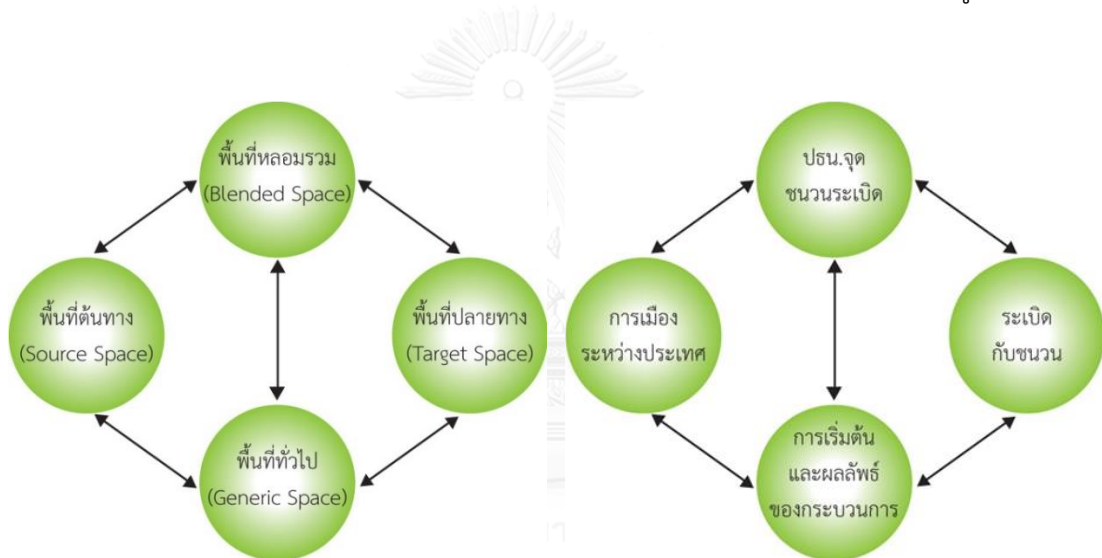 พื้นที่หลอมรวม
(Blended Space)
พื้นที่ต้นทาง
(Source Space)
พื้นที่ปลายทาง
(Target Space)
พื้นที่ทั่วไป
(Generic Space)
ปธน.จุด
ชนวนระเบิด
การเมือง
ระหว่างประเทศ
ระเบิด
กับชนวน
การเริ่มต้น
และผลลัพธ์
ของกระบวนการ